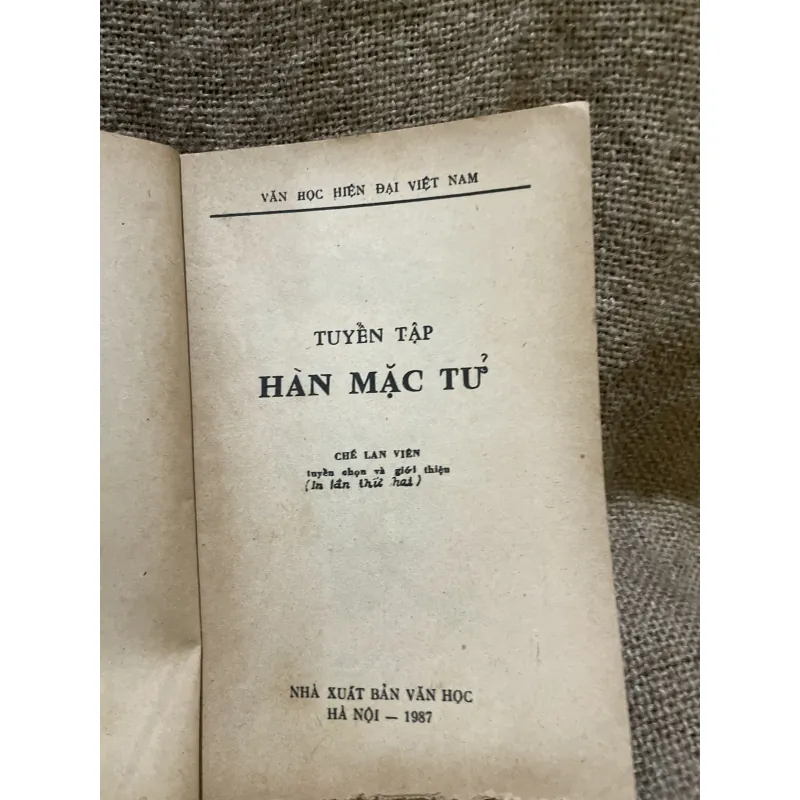 VĂN HỌC HIỆN ĐẠI VIỆT NAM
TUYỂN TẬP
HÀN MẶC TỬ
CHẾ LAN VIÊN
tuyển chọn và giới thiệu
(In lần thứ hai)
NHÀ XUẤT BẢN VĂN HỌC
HÀ NỘI — 1987